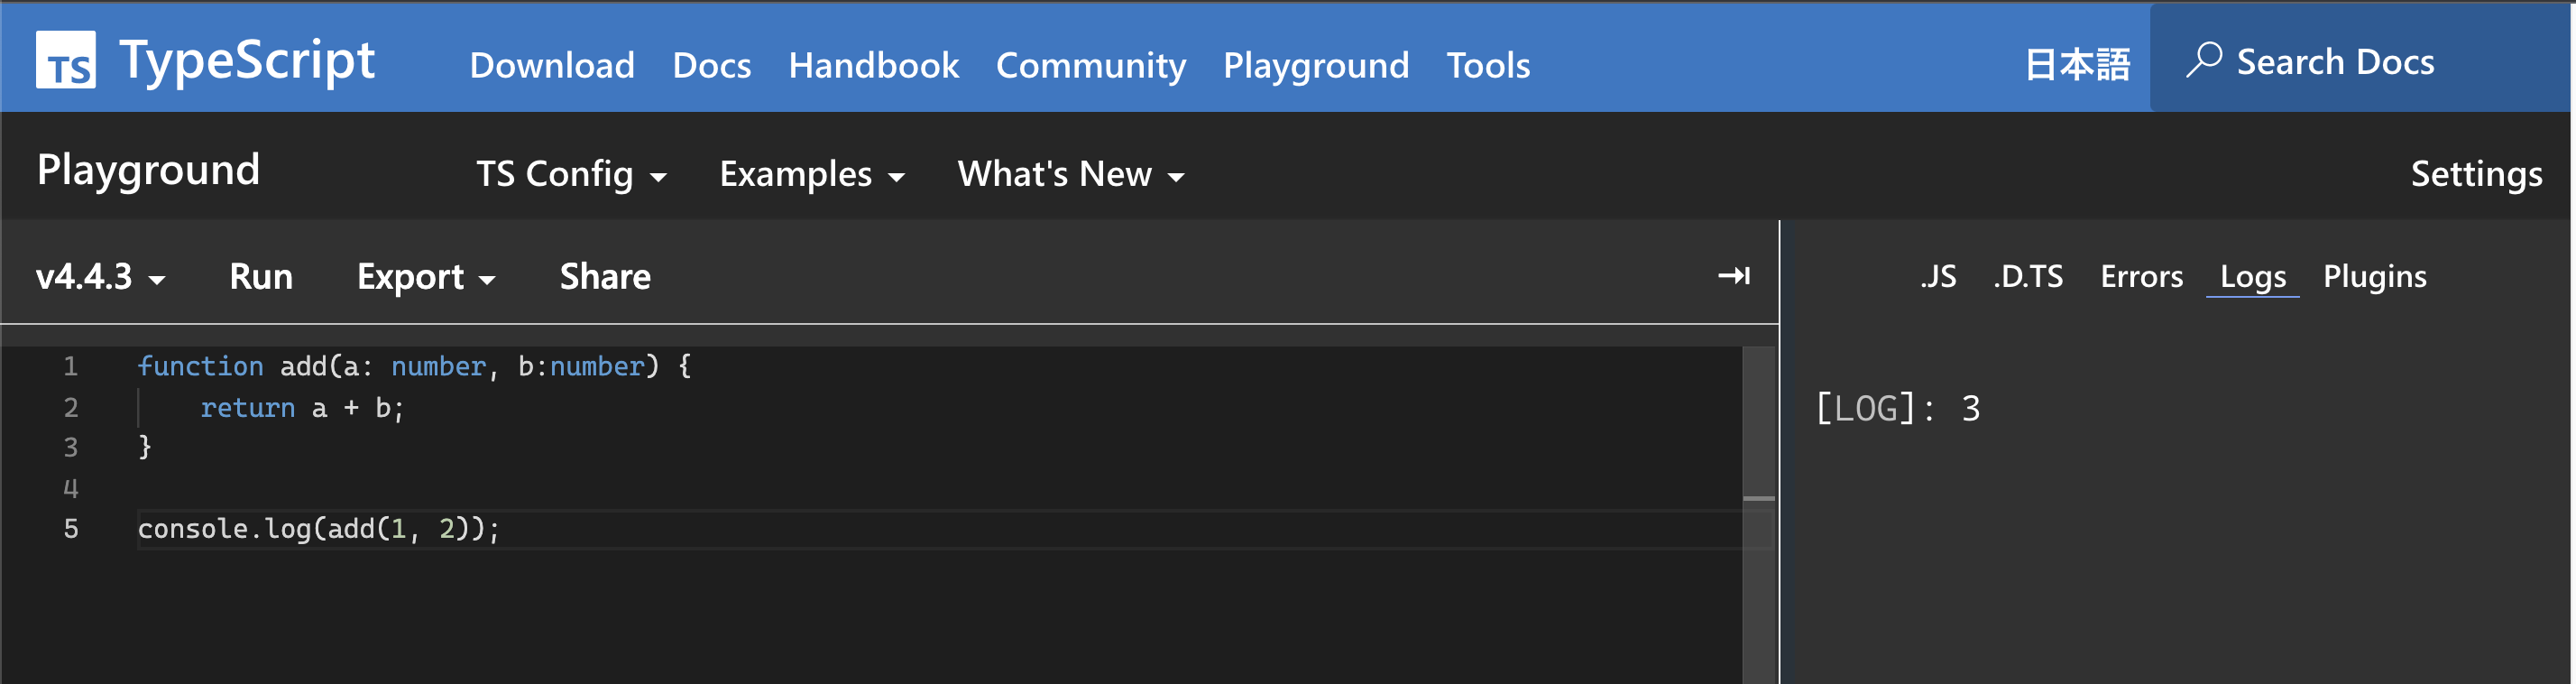 TS TypeScript Download Docs Handbook Community Playground Tools 日本語 Search Docs
Playground TS Config Examples What's New Settings
v4.4.3 Run Export Share
.JS .D.TS Errors Logs Plugins
1 function add(a: number, b:number) {
2     return a + b;
3 }
4
5 console.log(add(1, 2));
[LOG]: 3